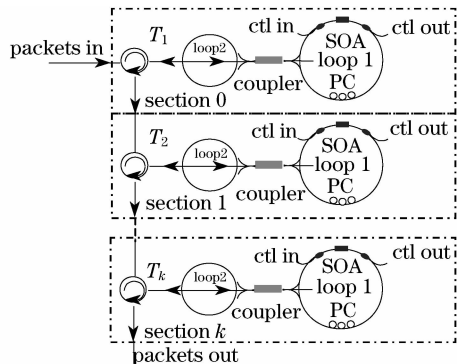 T1 ctl in ctl out
SOA
packets in loop2 loop 1
PC
coupler
section 0
T2 ctl in ctl out
SOA
loop2 loop 1
PC
coupler
section 1
Tk ctl in ctl out
SOA
loop2 loop 1
PC
coupler
section k
packets out